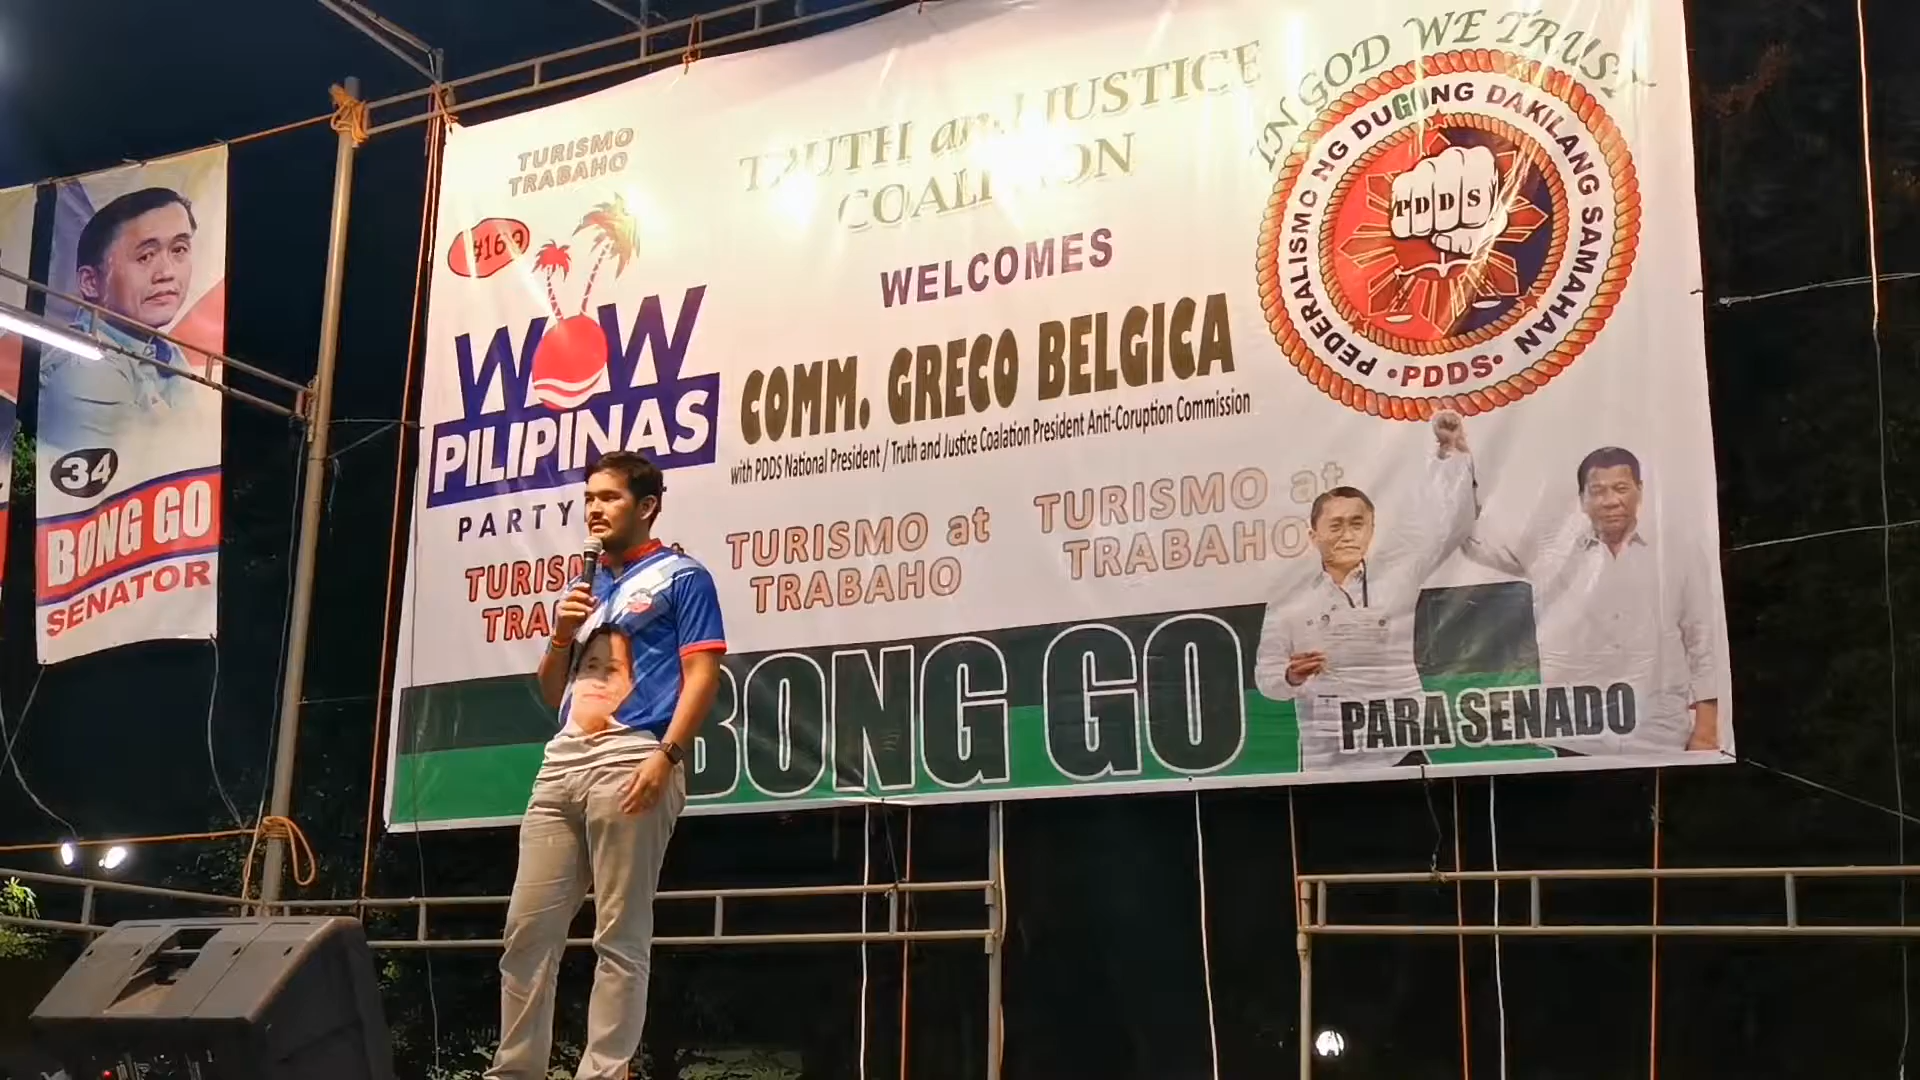 34
BONG GO
SENATOR
TURISMO
TRABAHO
#169
WOW
PILIPINAS
PARTY
TRUTH and JUSTICE
COALITION
WELCOMES
COMM. GRECO BELGICA
with PDDS National President / Truth and Justice Coalation President Anti-Coruption Commission
IN GOD WE TRUST
PEDERALISMO NG DUGONG DAKILANG SAMAHAN
PDDS
•PDDS•
TURISMO at
TRABAHO
TURISMO at
TRABAHO
BONG GO
PARA SENADO